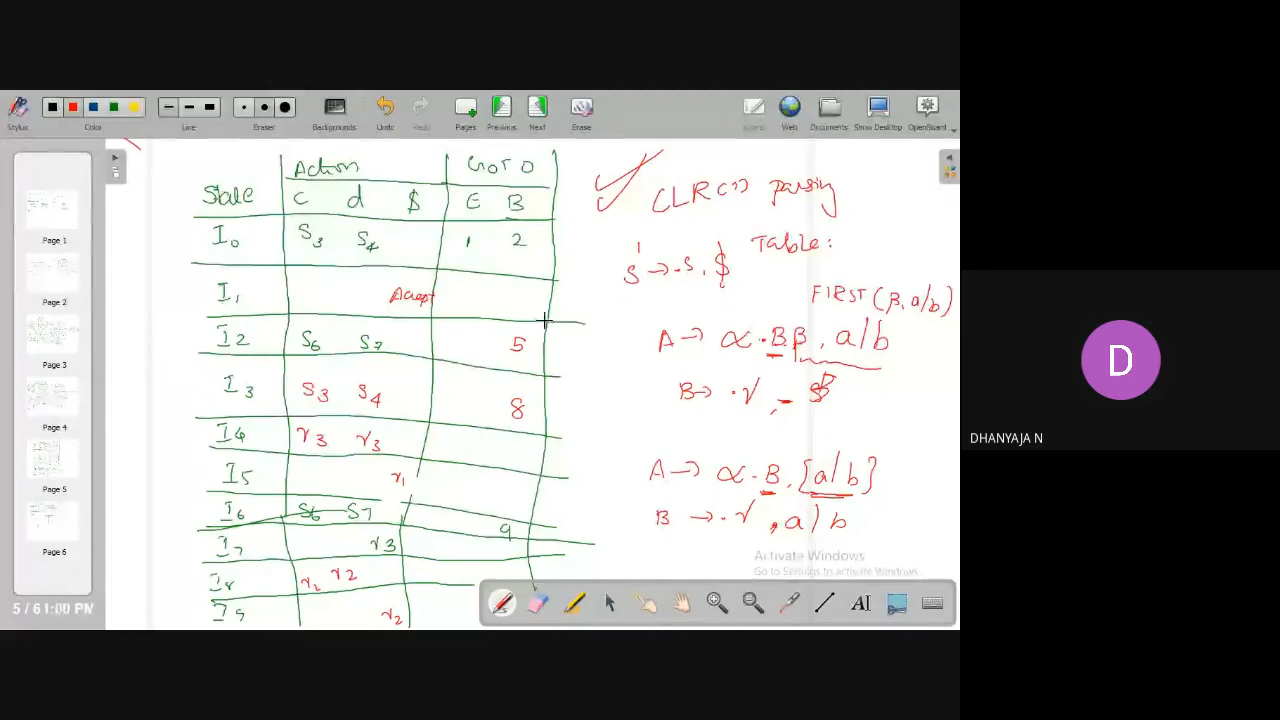 Stylus Color Line Eraser Backgrounds Undo Redo Pages Previous Next Erase Board Web Documents Show Desktop OpenBoard
Page 1
Page 2
Page 3
Page 4
Page 5
Page 6
5 / 6 1:00 PM
State Action GOTO
c d $ E B
I0 S3 S4 1 2
I1 Accept
I2 S6 S7 5
I3 S3 S4 8
I4 r3 r3
I5 r1
I6 S6 S7 9
I7 r3
I8 r2 r2
I9 r2
CLR(1) parsing
Table:
S' → .S, $
FIRST(β, a/b)
A → α .Bβ, a/b
B → .γ, -
A → α . B, {a/b}
B → .γ, a/b
Activate Windows
Go to Settings to activate Windows.
AI
D
DHANYAJA N